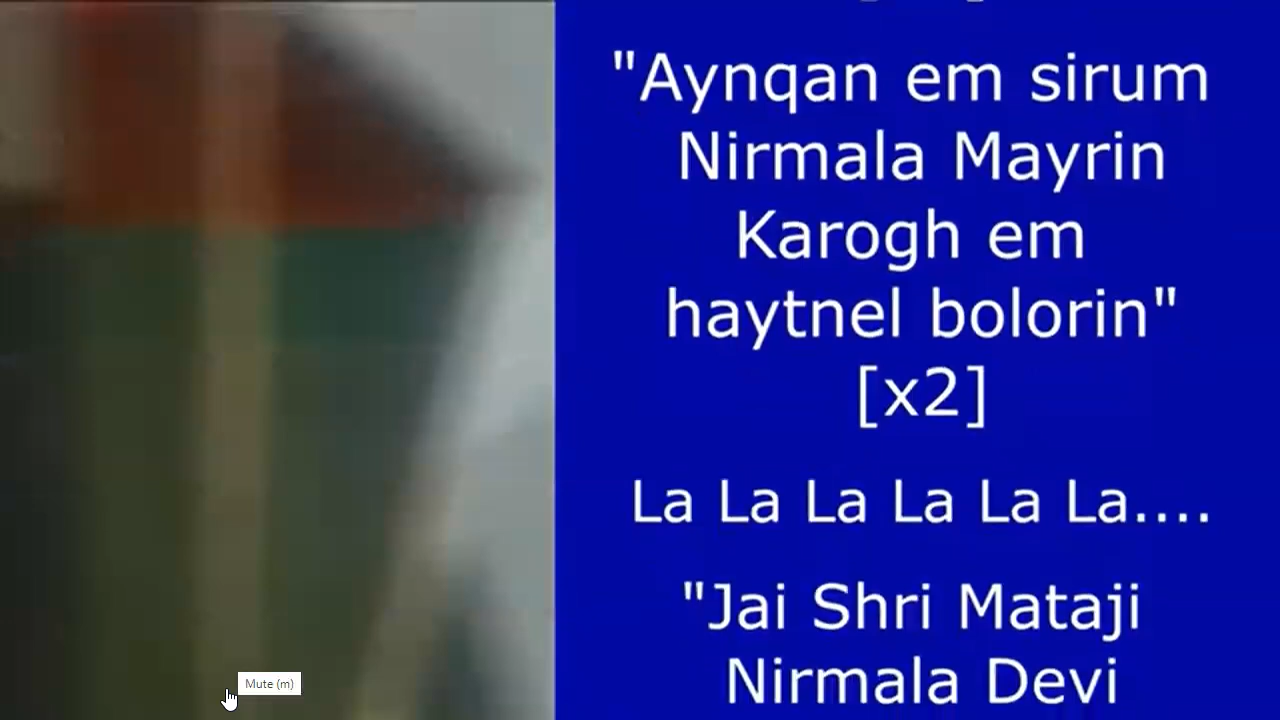 "Aynqan em sirum
Nirmala Mayrin
Karogh em
haytnel bolorin"
[x2]
La La La La La La....
"Jai Shri Mataji
Nirmala Devi
Mute (m)